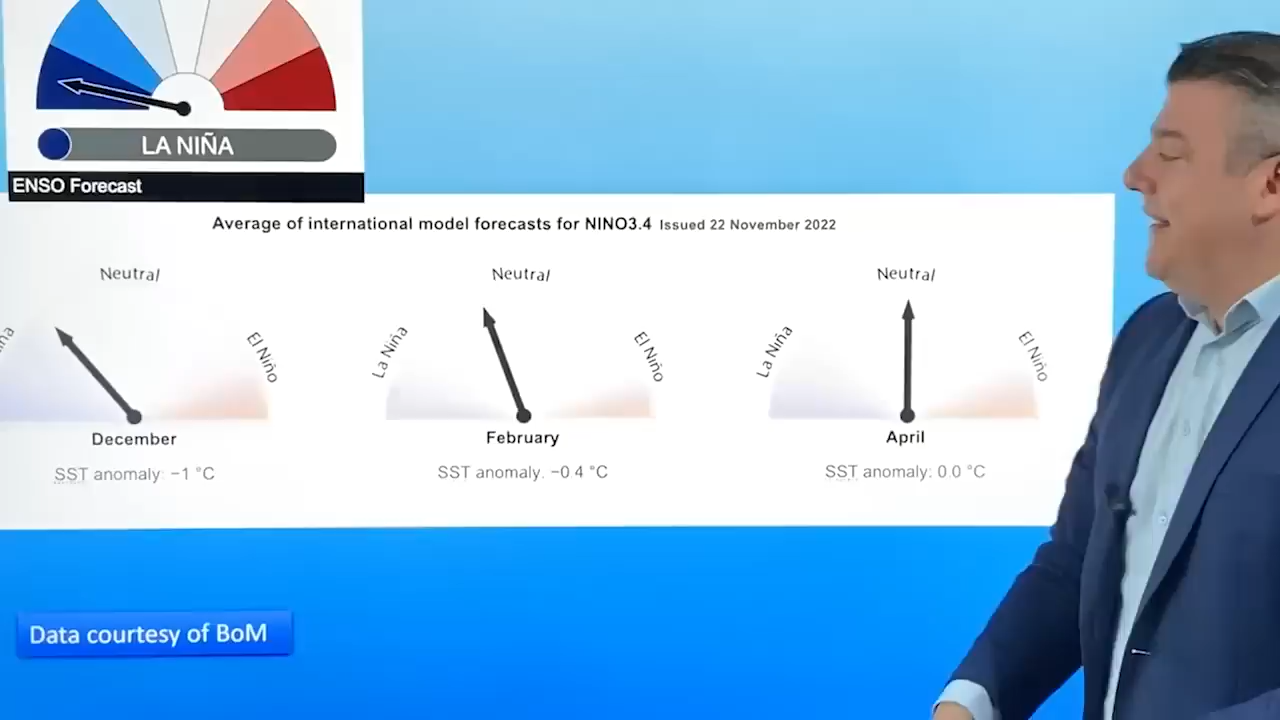 LA NIÑA
ENSO Forecast
Average of international model forecasts for NINO3.4 Issued 22 November 2022
Neutral
Neutral
Neutral
El Niño
La Niña
El Niño
La Niña
El Niño
December
February
April
SST anomaly: −1 °C
SST anomaly: −0.4 °C
SST anomaly: 0.0 °C
Data courtesy of BoM